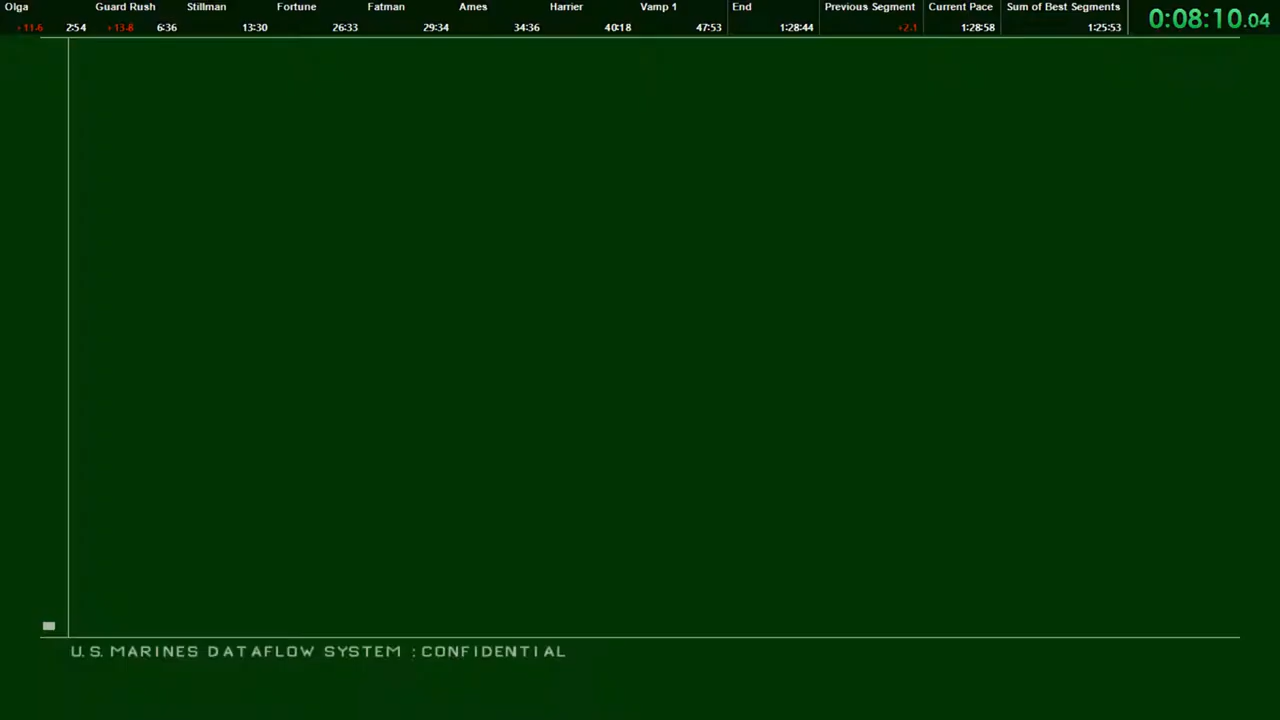 Olga Guard Rush Stillman Fortune Fatman Ames Harrier Vamp 1 End Previous Segment Current Pace Sum of Best Segments 0:08:10.04
+11.6 2:54 +13.8 6:36 13:30 26:33 29:34 34:36 40:18 47:53 1:28:44 +2.1 1:28:58 1:25:53
U.S. MARINES DATAFLOW SYSTEM : CONFIDENTIAL